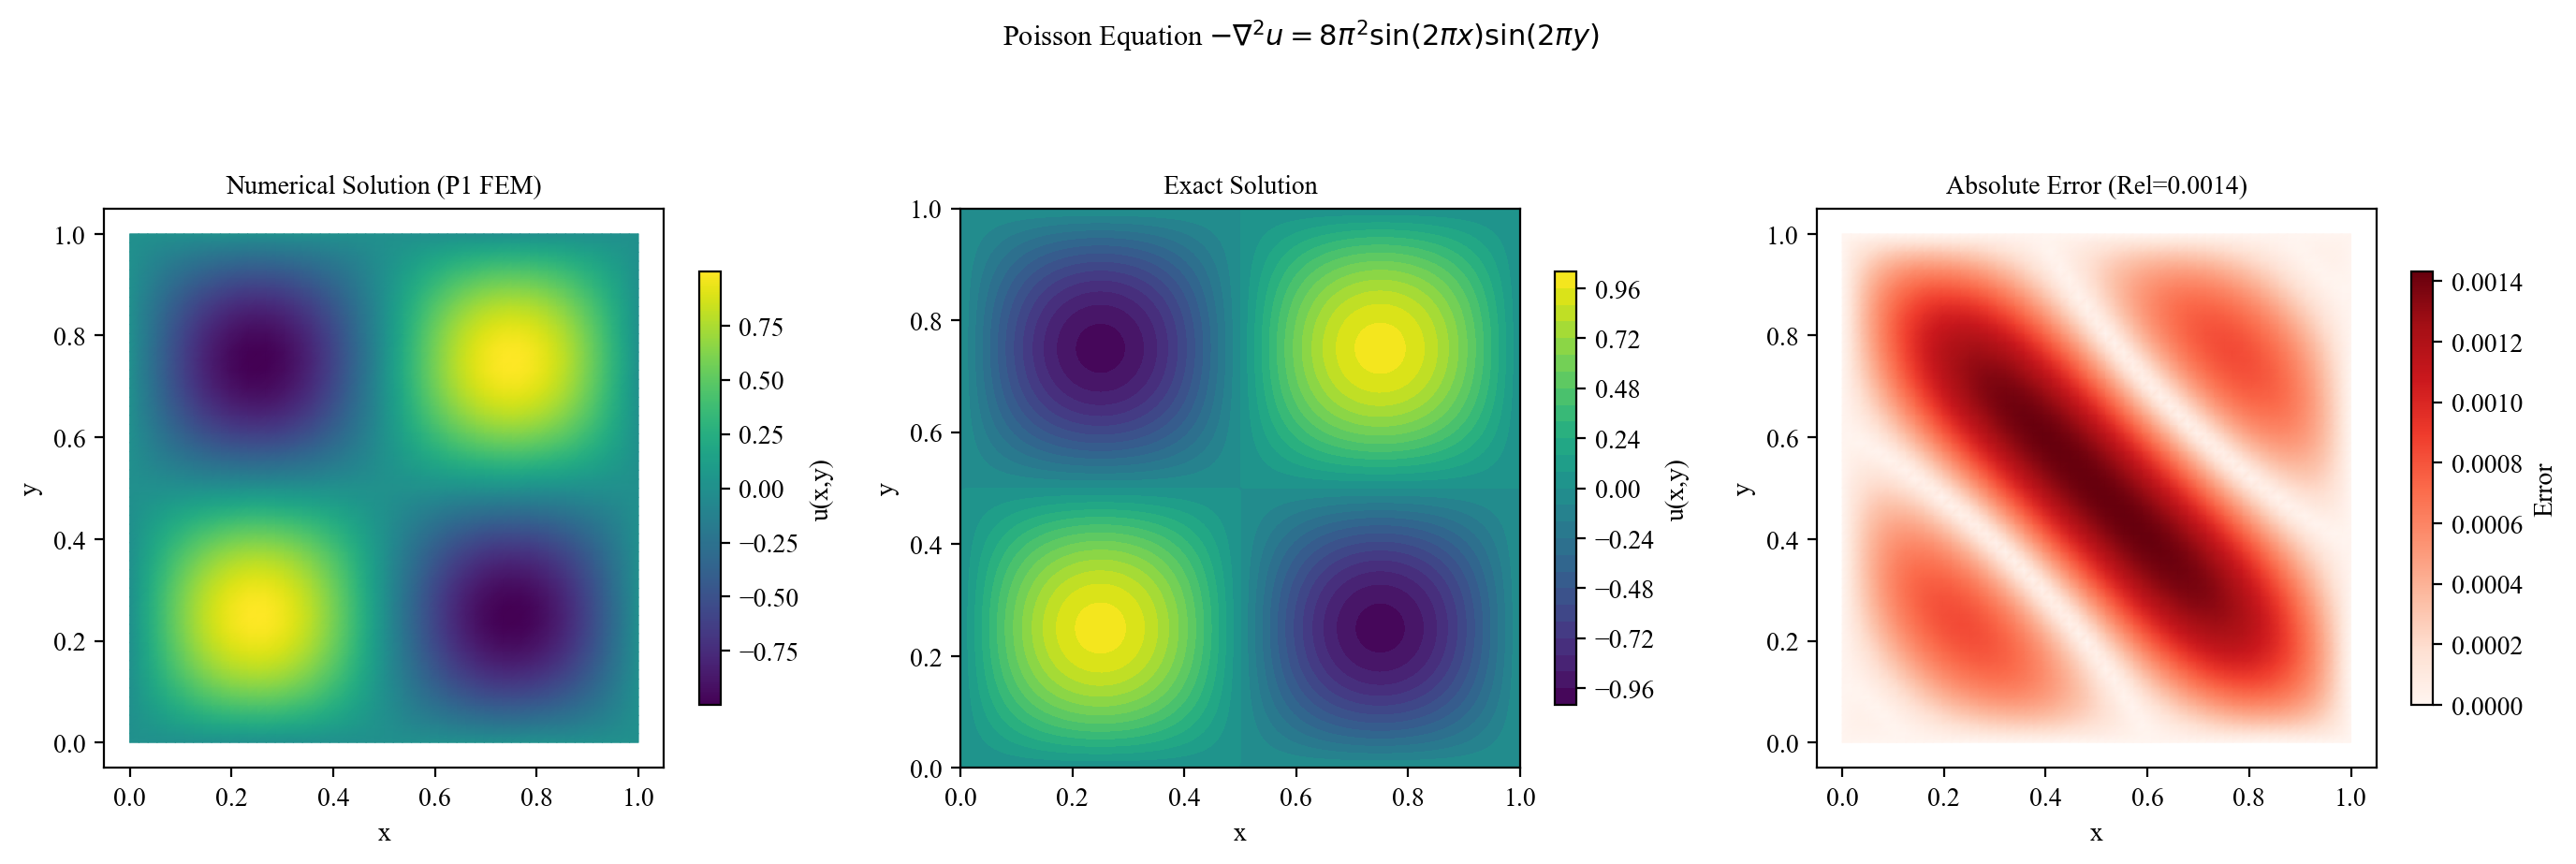 Poisson Equation −∇²u = 8π²sin(2πx)sin(2πy)
Numerical Solution (P1 FEM)
1.0
0.8
0.6
0.4
0.2
0.0
y
0.0 0.2 0.4 0.6 0.8 1.0
x
0.75
0.50
0.25
0.00
−0.25
−0.50
−0.75
u(x,y)
Exact Solution
1.0
0.8
0.6
0.4
0.2
0.0
y
0.0 0.2 0.4 0.6 0.8 1.0
x
0.96
0.72
0.48
0.24
0.00
−0.24
−0.48
−0.72
−0.96
u(x,y)
Absolute Error (Rel=0.0014)
1.0
0.8
0.6
0.4
0.2
0.0
y
0.0 0.2 0.4 0.6 0.8 1.0
x
0.0014
0.0012
0.0010
0.0008
0.0006
0.0004
0.0002
0.0000
Error